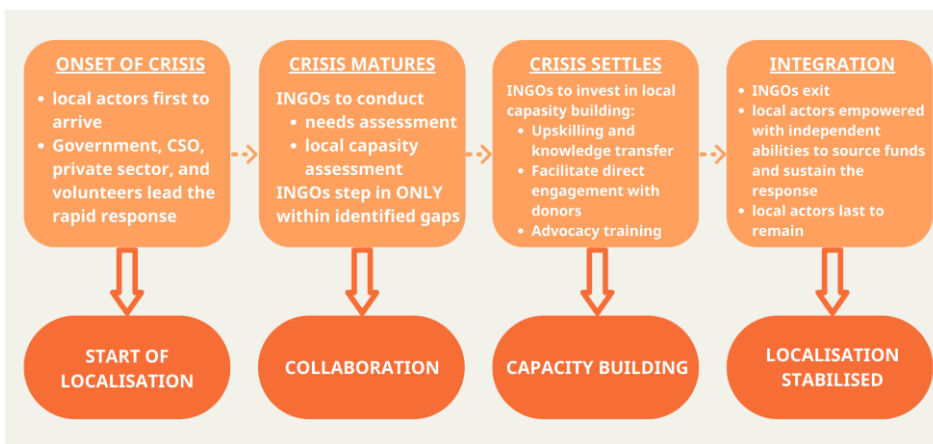 ONSET OF CRISIS
• local actors first to
arrive
• Government, CSO,
private sector, and
volunteers lead the
rapid response
CRISIS MATURES
INGOs to conduct
• needs assessment
• local capasity
assessment
INGOs step in ONLY
within identified gaps
CRISIS SETTLES
INGOs to invest in local
capasity building:
• Upskilling and
knowledge transfer
• Facilitate direct
engagement with
donors
• Advocacy training
INTEGRATION
• INGOs exit
• local actors empowered
with independent
abilities to source funds
and sustain the
response
• local actors last to
remain
START OF
LOCALISATION
COLLABORATION
CAPACITY BUILDING
LOCALISATION
STABILISED